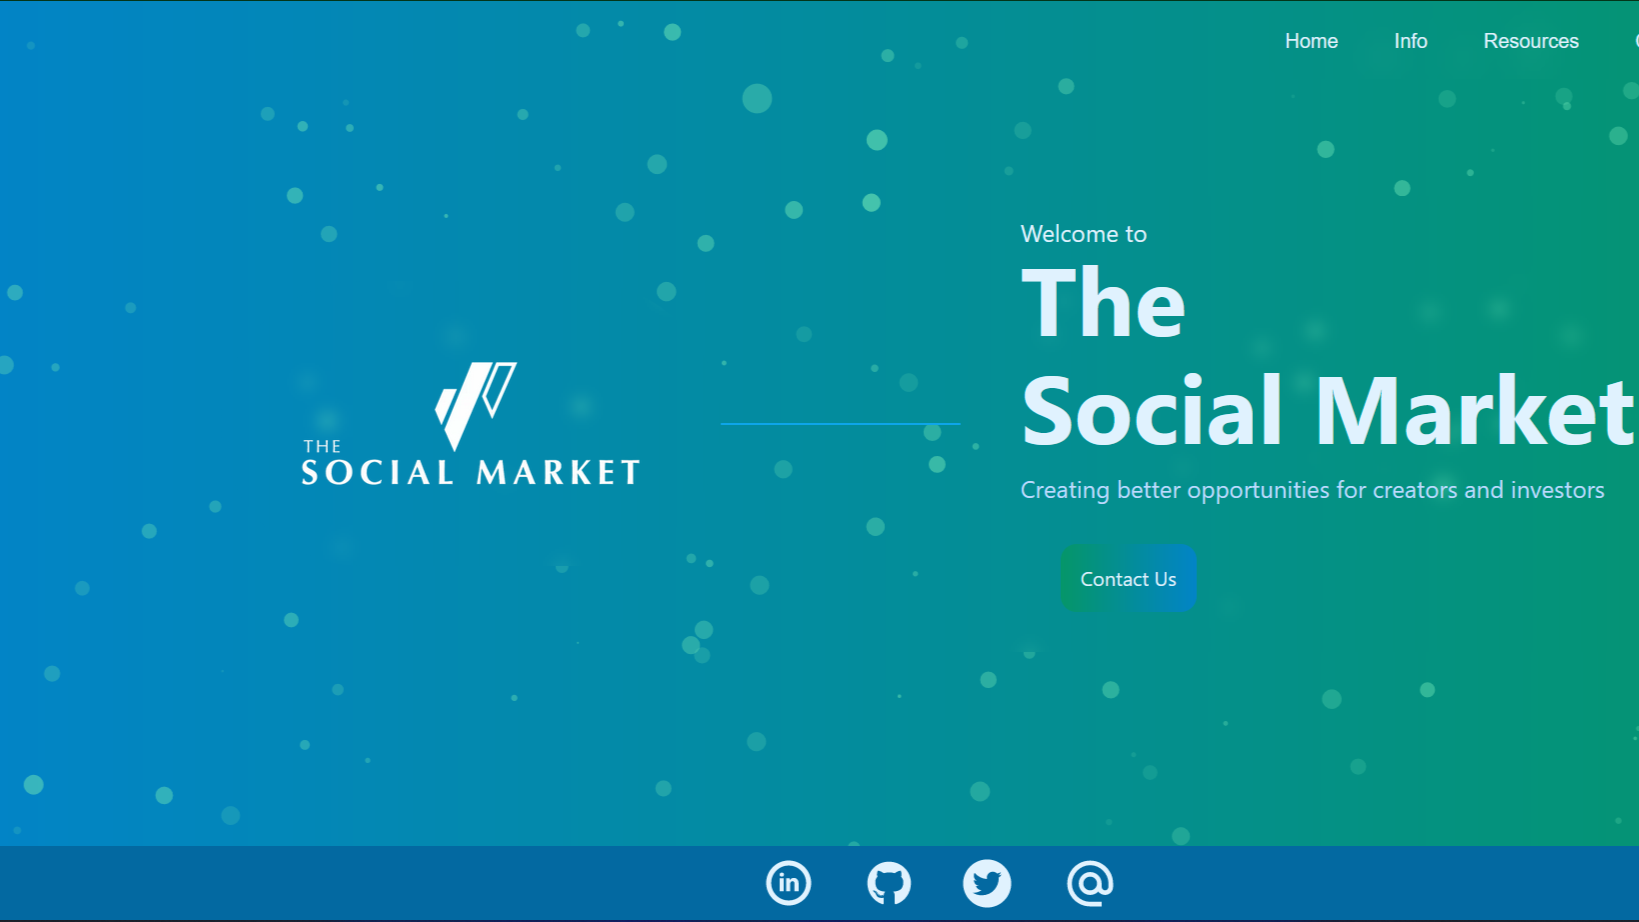 Home Info Resources
Welcome to
The
Social Market
Creating better opportunities for creators and investors
Contact Us
THE
SOCIAL MARKET
in